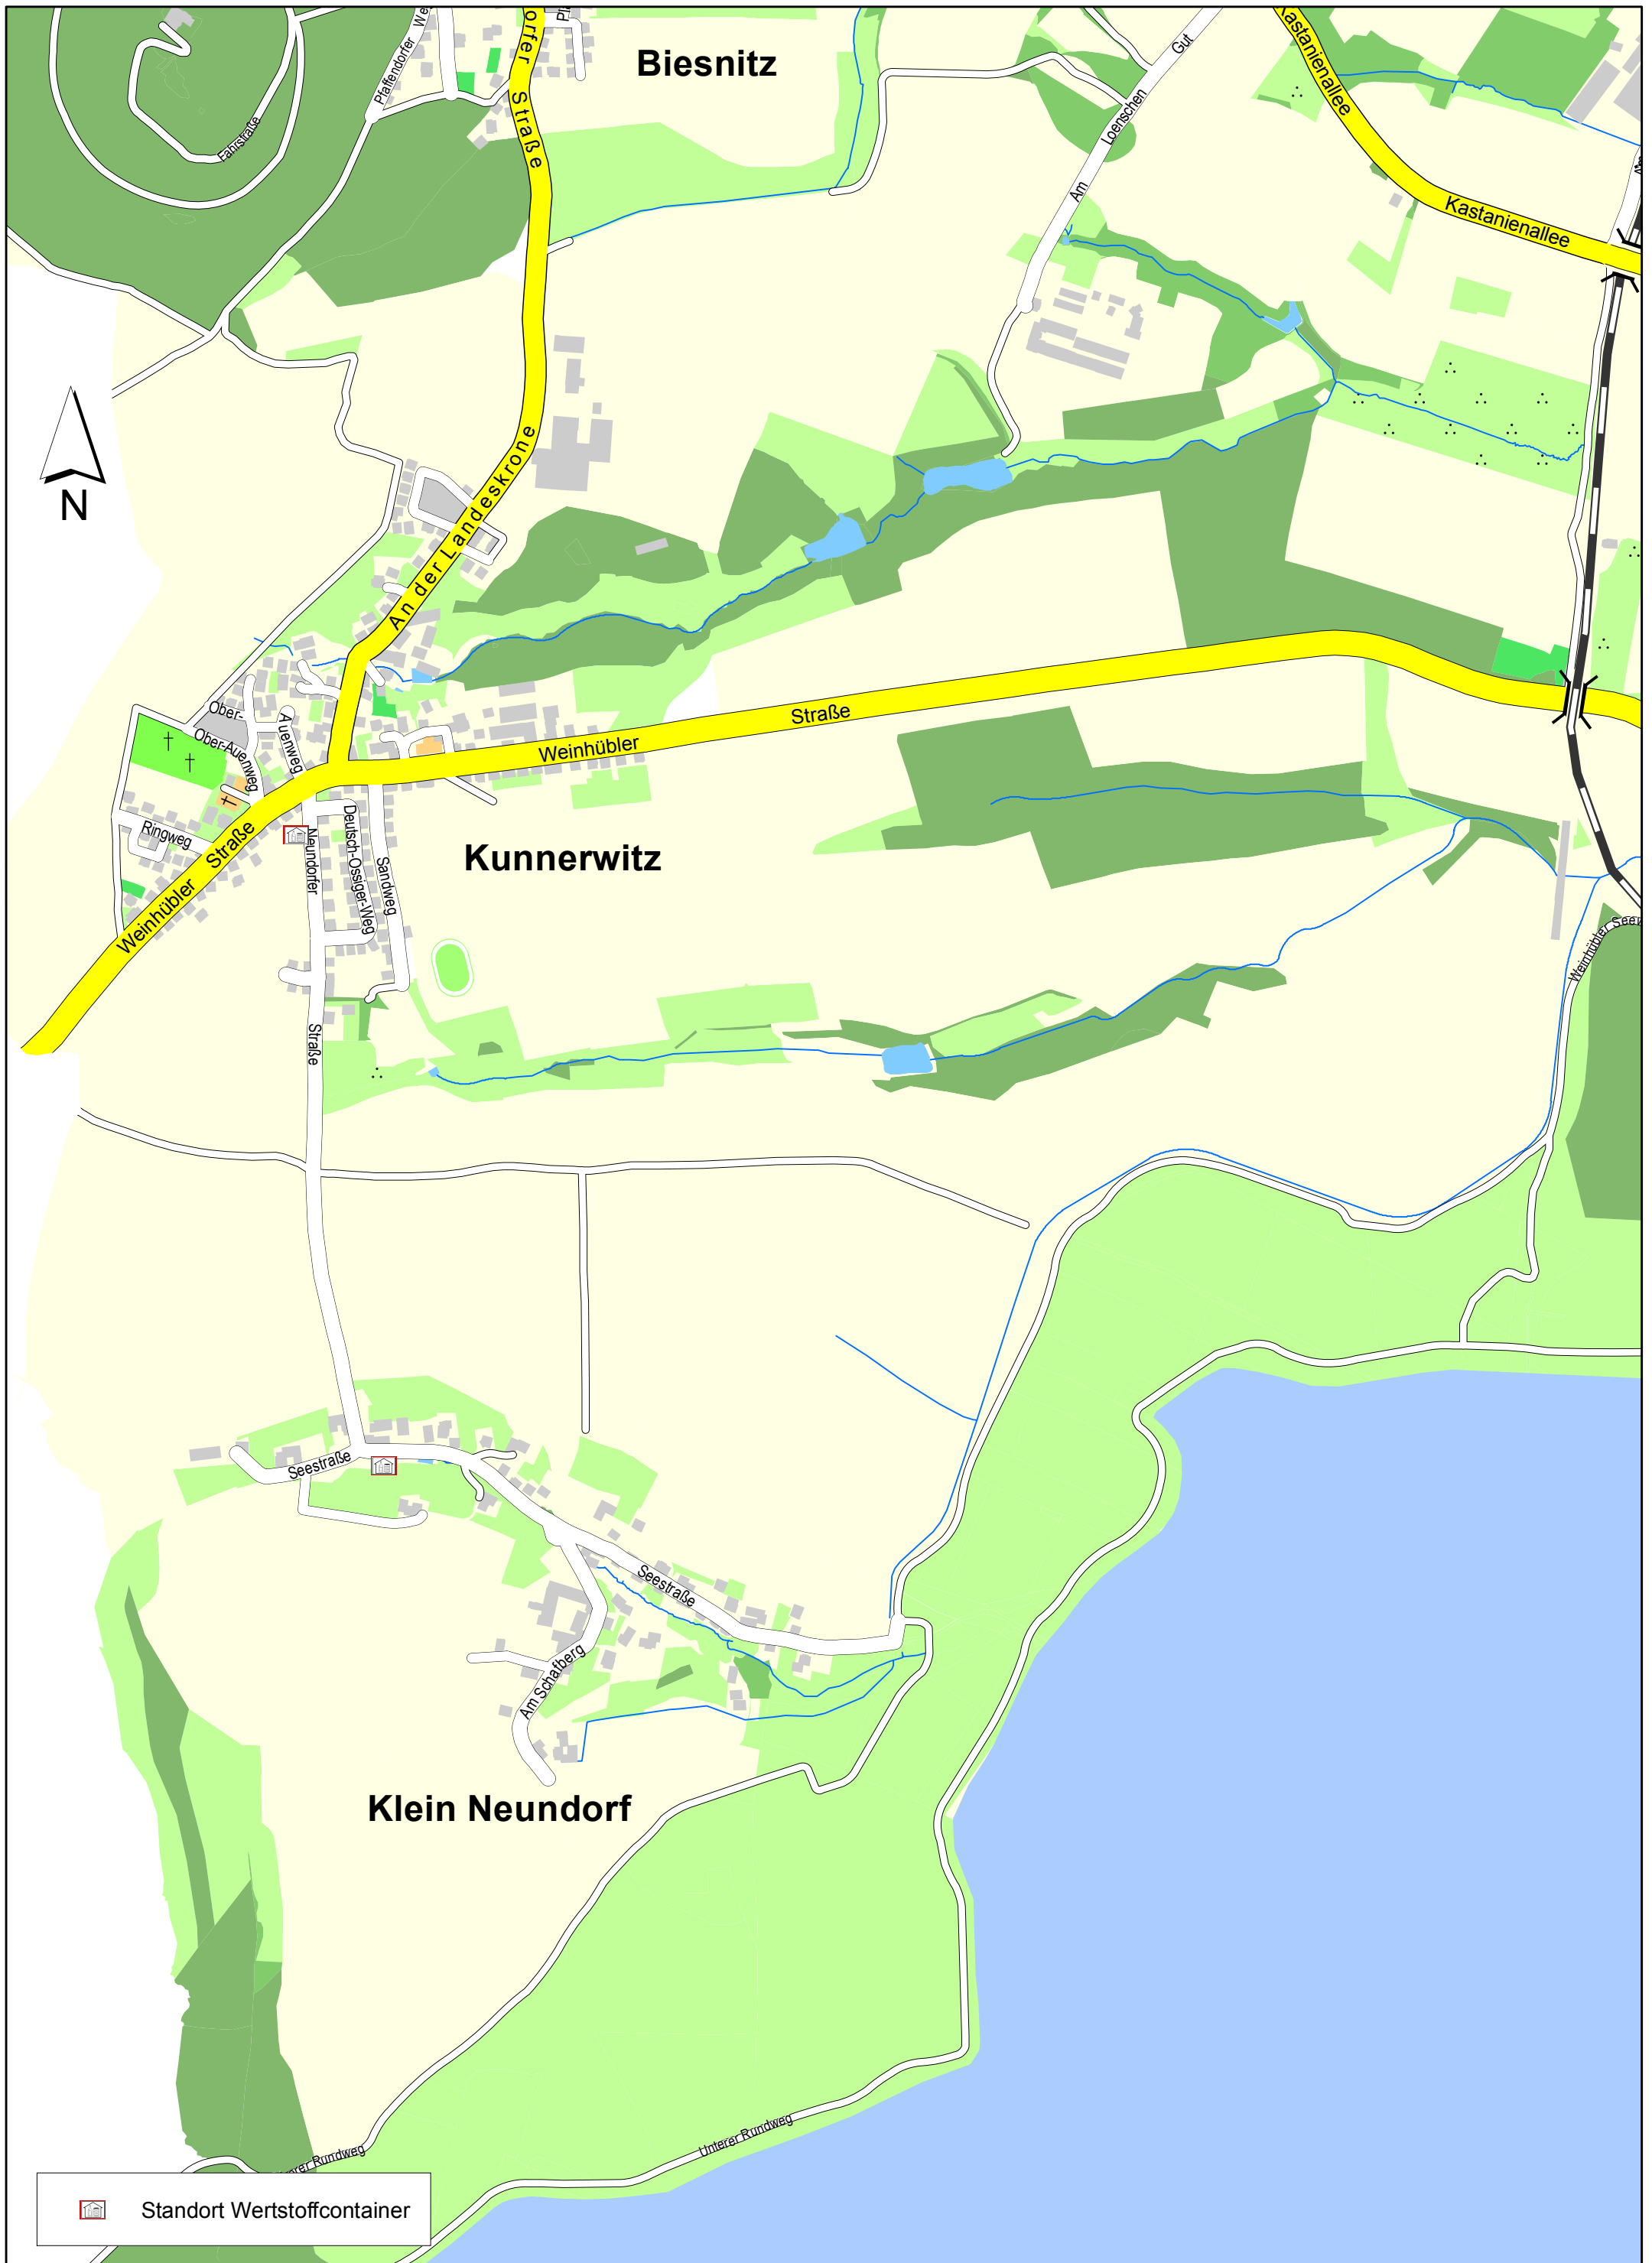 Biesnitz
Pfaffendorfer
Straße
Fahrstraße
Am Loenschen Gut
Kastanienallee
Kastanienallee
N
An der Landeskrone
Ober-
Ober-Auenweg
Auenweg
Weinhübler Straße
Ringweg
Weinhübler Straße
Neundorfer Straße
Deutsch-Ossiger-Weg
Sandweg
Kunnerwitz
Weinhübler
Seestraße
Seestraße
Am Schafberg
Klein Neundorf
Rundweg
Unterer Rundweg
Standort Wertstoffcontainer